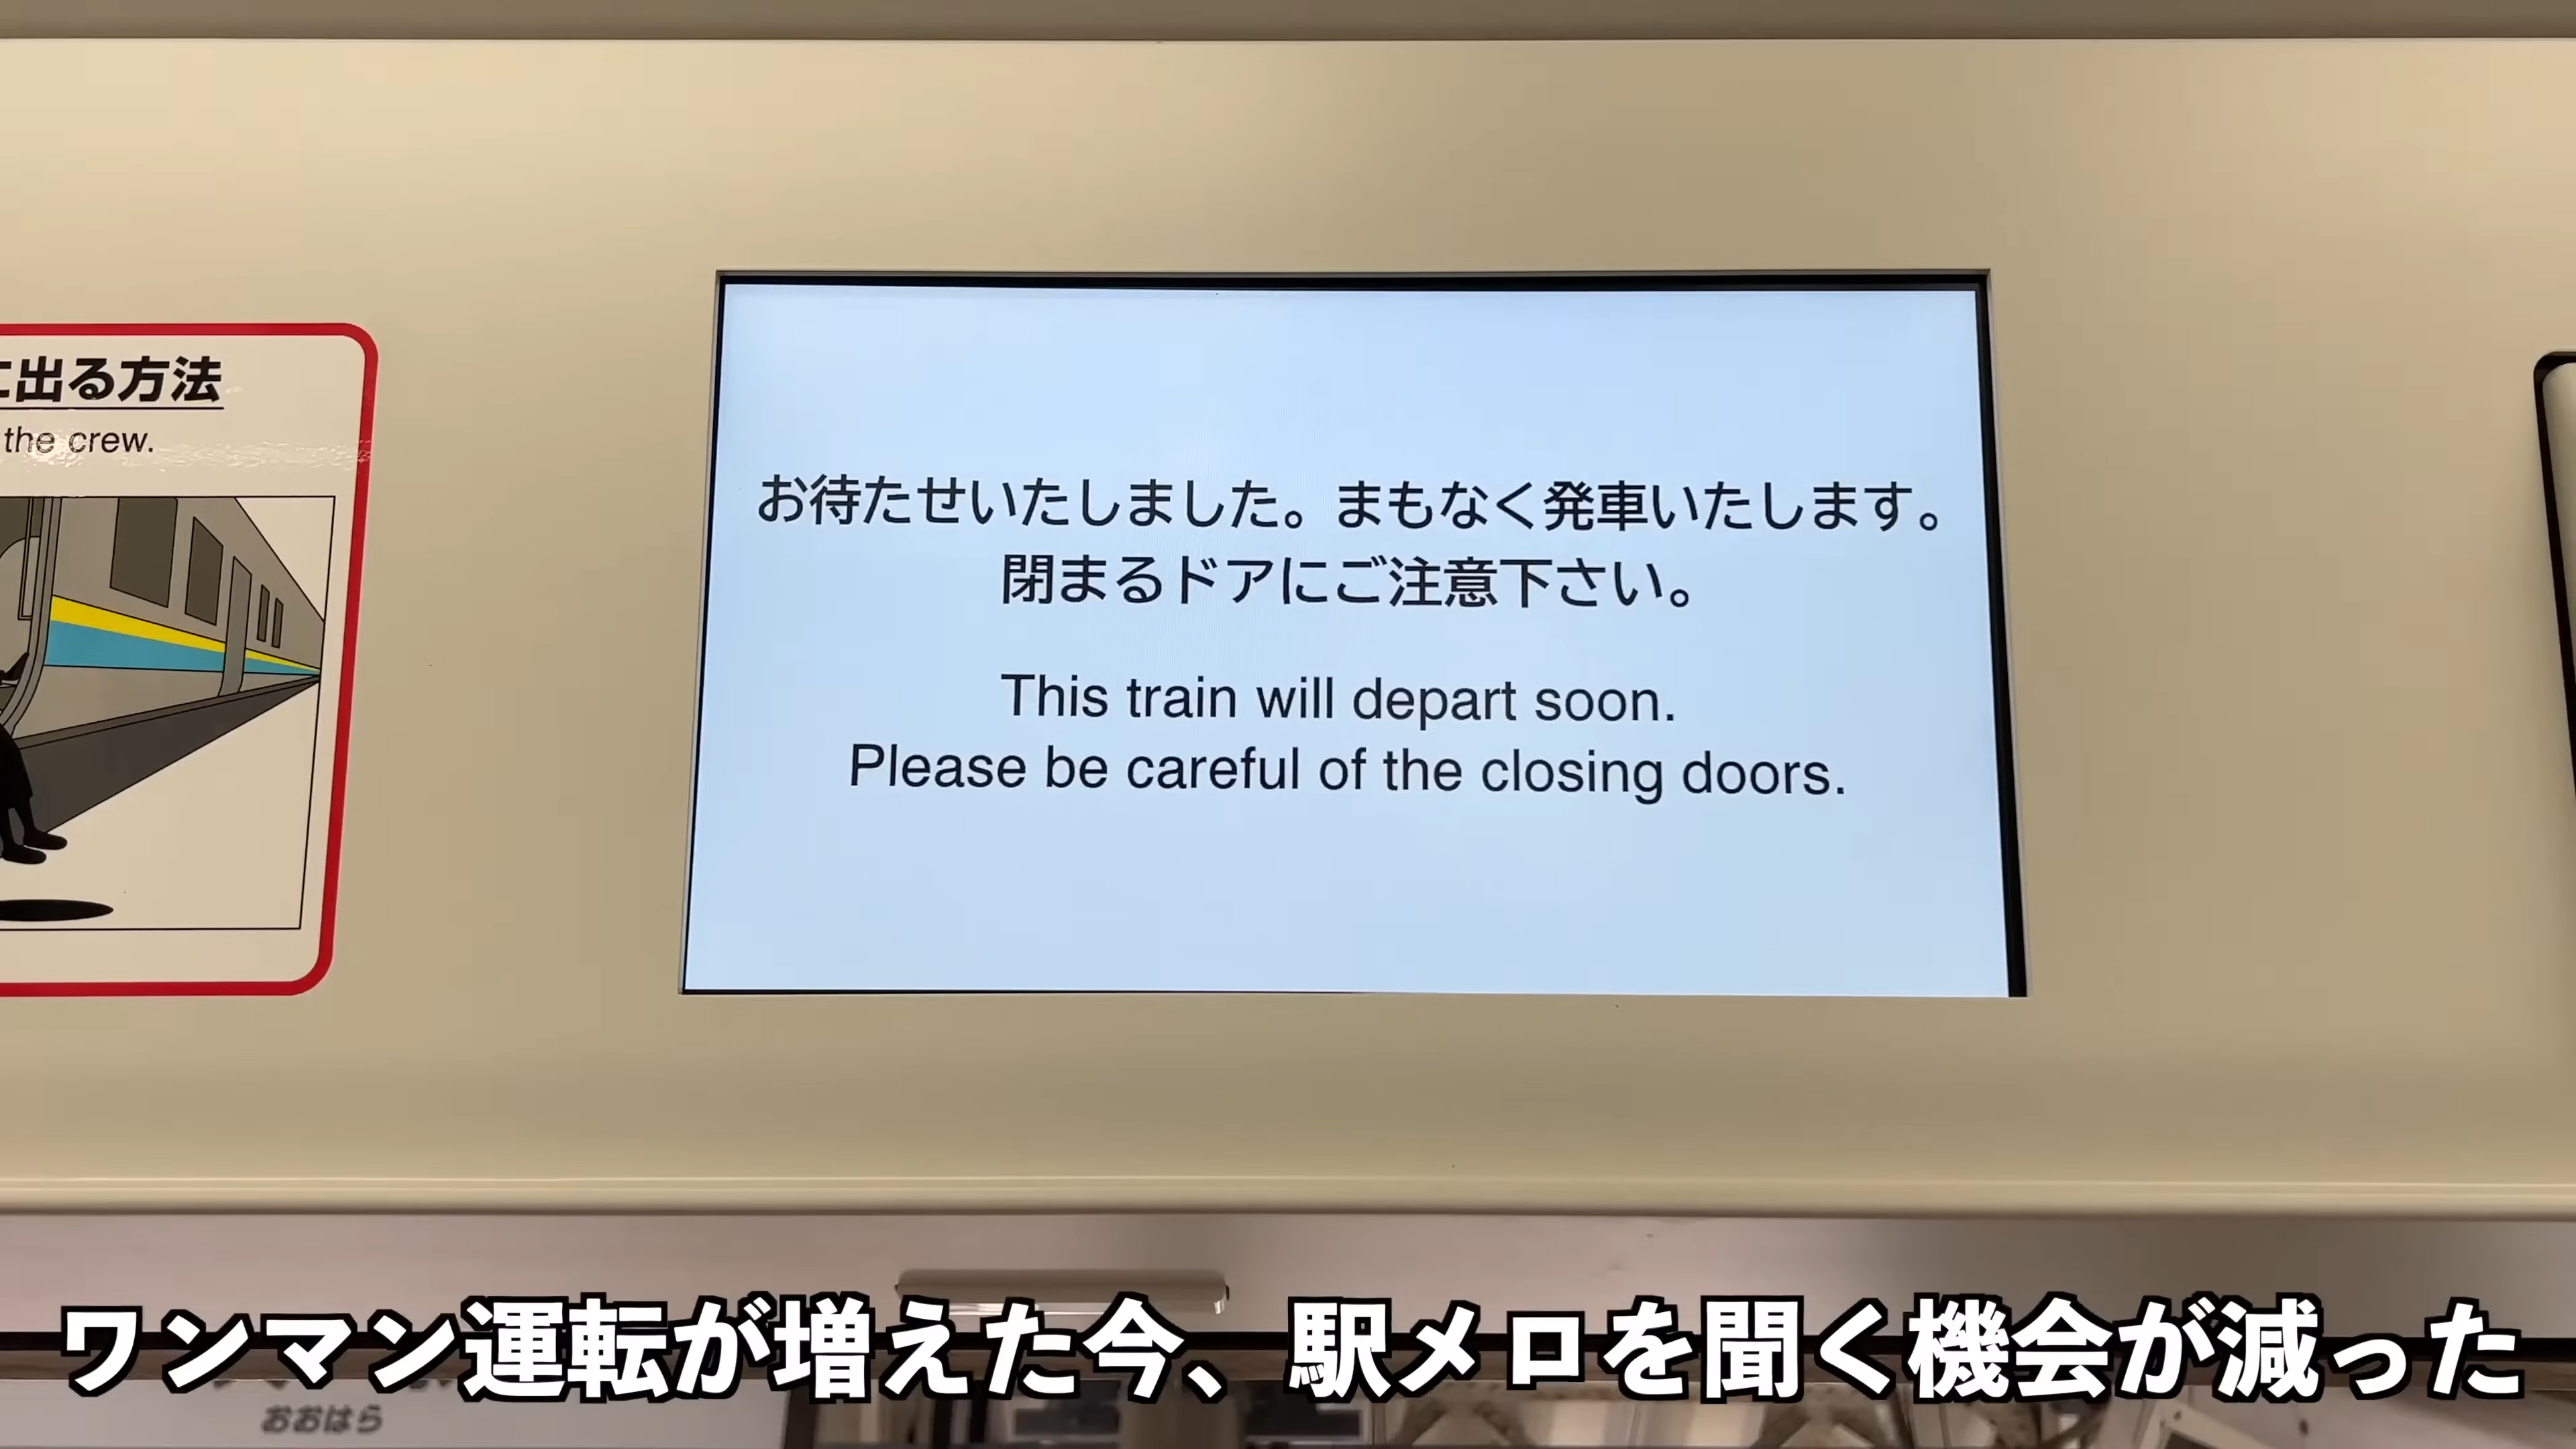 に出る方法
the crew.
お待たせいたしました。まもなく発車いたします。
閉まるドアにご注意下さい。
This train will depart soon.
Please be careful of the closing doors.
ワンマン運転が増えた今、駅メロを聞く機会が減った
おおはら